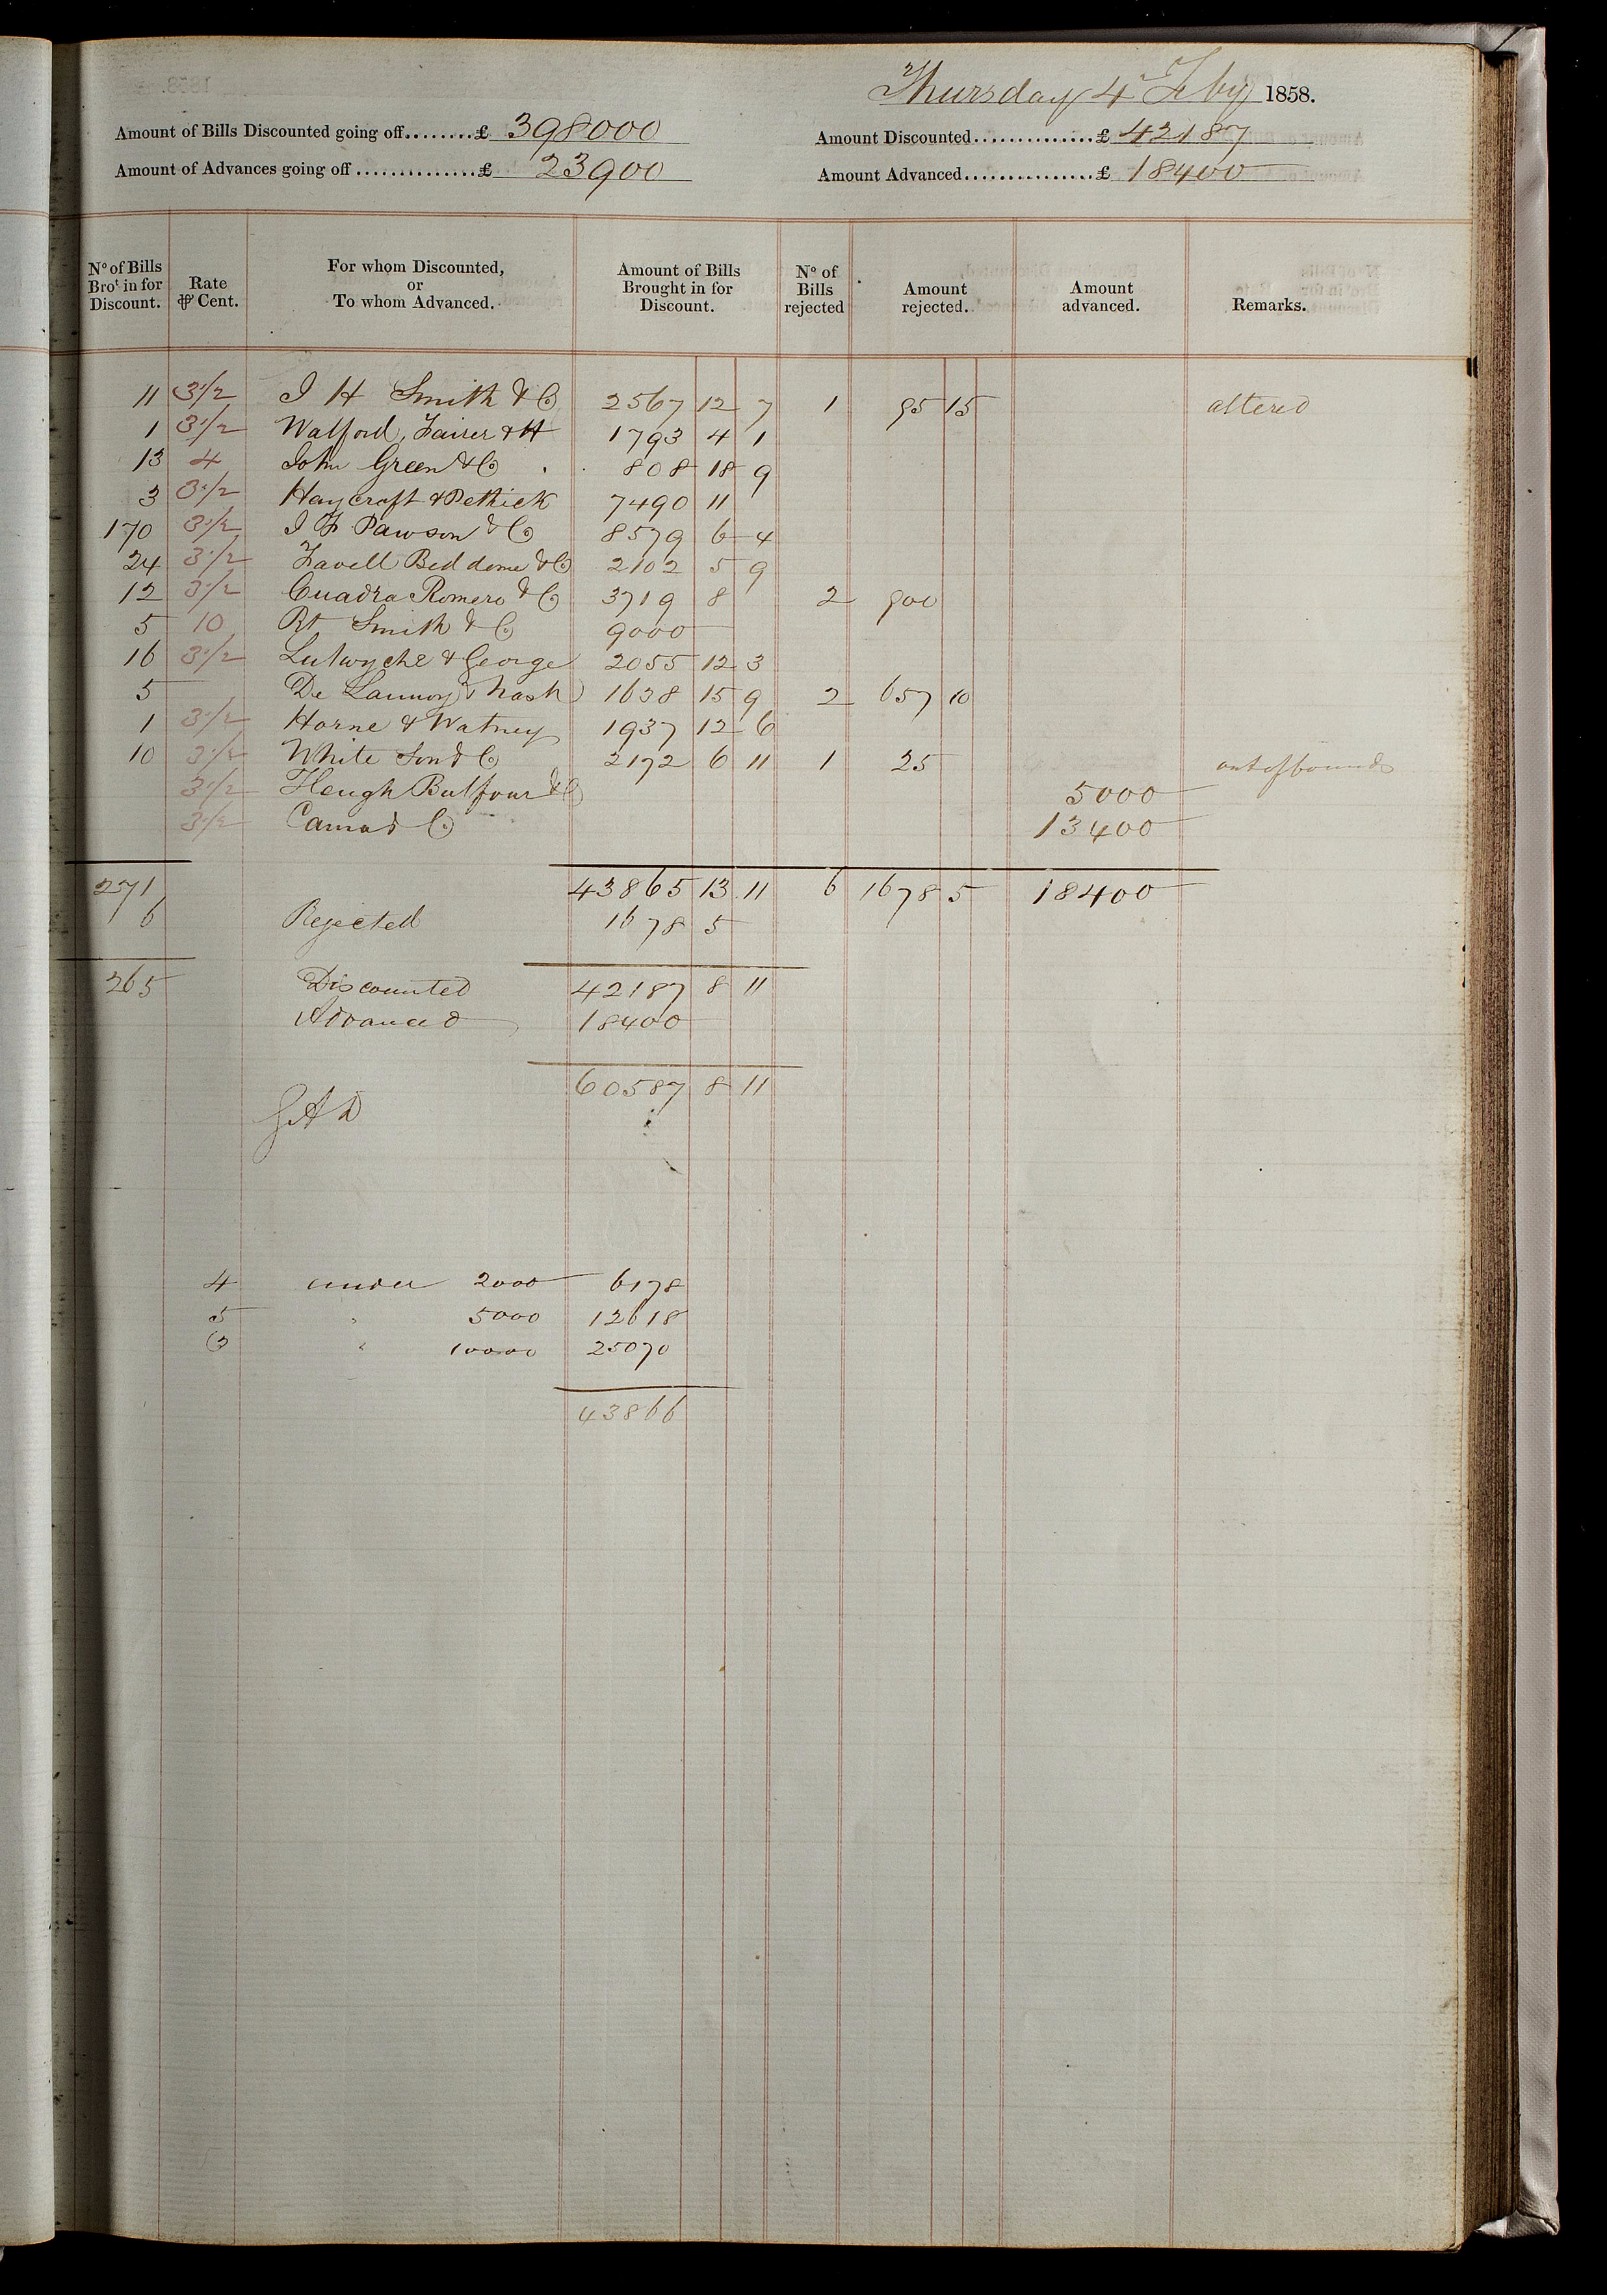 Thursday 4 Feby 1858.
Amount of Bills Discounted going off........£ 398000 Amount Discounted..............£ 42187
Amount of Advances going off ..............£ 23900 Amount Advanced...............£ 18400
No of Bills Brot in for Discount. Rate ⅌ Cent. For whom Discounted, or To whom Advanced. Amount of Bills Brought in for Discount. No of Bills rejected Amount rejected. Amount advanced. Remarks.
11 3½ J H Smith & Co 2567 12 7 1 95 15 altered
1 3½ Walford, Fairer & H 1793 4 1
13 4 John Green & Co 808 18 9
3 3½ Haycroft & Pethick 7490 11
170 3½ J F Pawson & Co 8579 6 4
24 3½ Favell Beddome & Co 2102 5 9
12 3½ Cuadra Romero & Co 3719 8 2 900
5 10 Rt Smith & Co 9000
16 3½ Lutwyche & George 2055 12 3
5 De Launoy & Nash 1638 15 9 2 657 10
1 3½ Horne & Watney 1937 12 6
10 3½ White Son & Co 2172 6 11 1 25 out of bounds
3½ Heugh Balfour & Co 5000
3½ Cama & Co 13400
271 43865 13 11 6 1678 5 18400
6 Rejected 1678 5
265 Discounted 42187 8 11
Advanced 18400
60587 8 11
4 under 2000 6178
5 " 5000 12618
3 " 10000 25070
43866